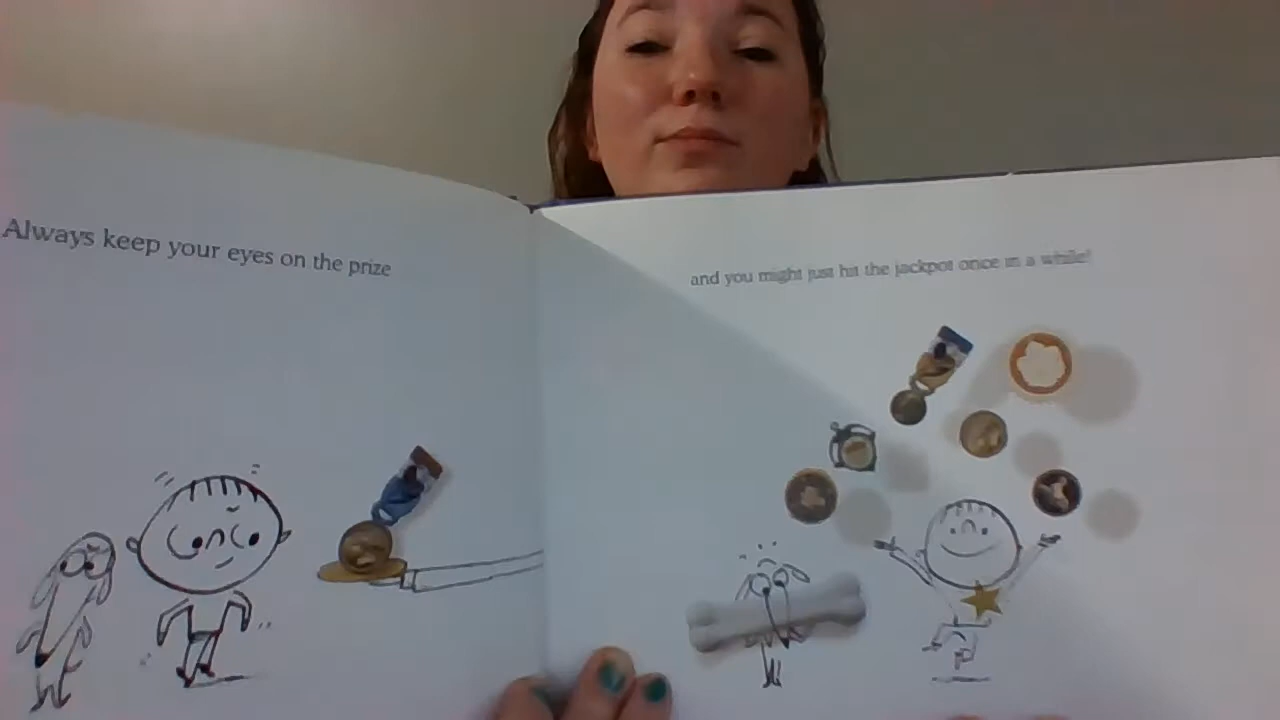 Always keep your eyes on the prize
and you might just hit the jackpot once in a while!